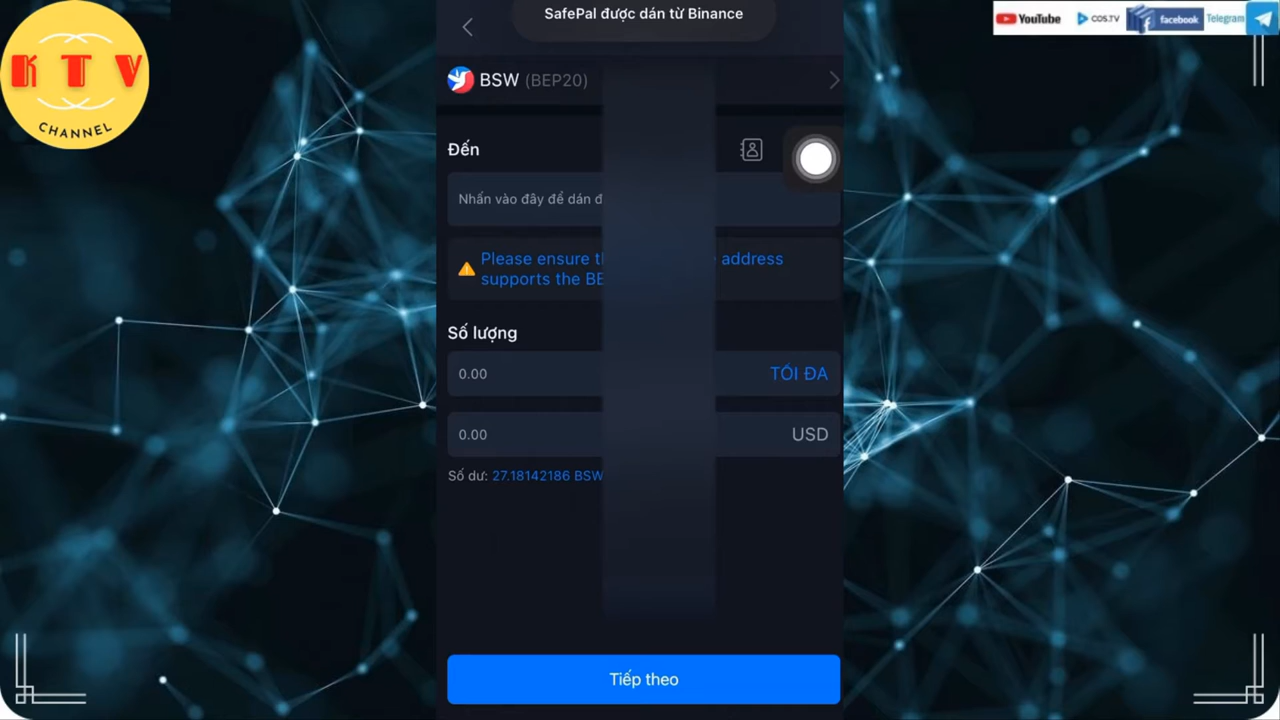 SafePal được dán từ Binance
YouTube
COS.TV
facebook
Telegram
K T V
CHANNEL
BSW (BEP20)
Đến
Nhấn vào đây để dán đ
Please ensure t
address
supports the BE
Số lượng
0.00
TỐI ĐA
0.00
USD
Số dư: 27.18142186 BSW
Tiếp theo